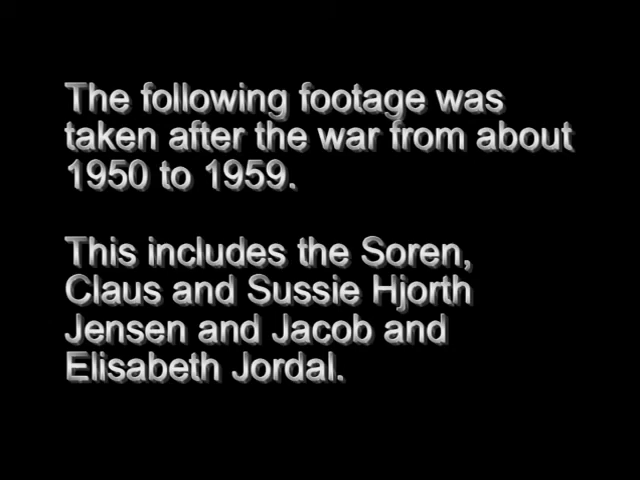 The following footage was
taken after the war from about
1950 to 1959.
This includes the Soren,
Claus and Sussie Hjorth
Jensen and Jacob and
Elisabeth Jordal.